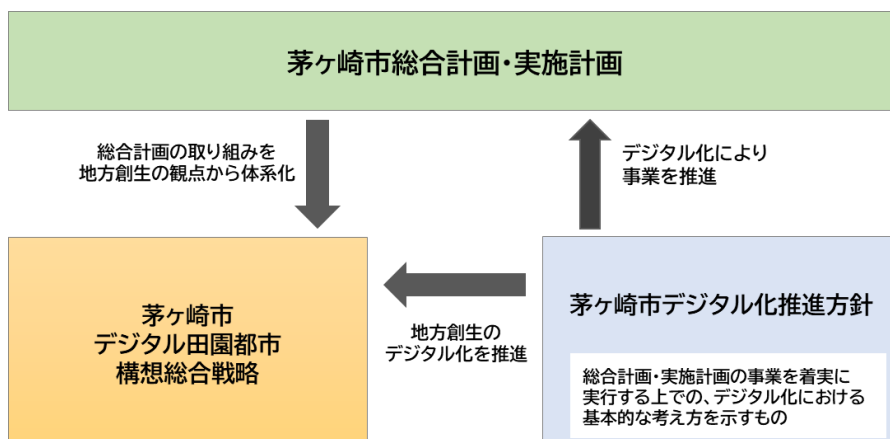 茅ヶ崎市総合計画・実施計画
総合計画の取り組みを
地方創生の観点から体系化
デジタル化により
事業を推進
茅ヶ崎市
デジタル田園都市
構想総合戦略
地方創生の
デジタル化を推進
茅ヶ崎市デジタル化推進方針
総合計画・実施計画の事業を着実に
実行する上での、デジタル化における
基本的な考え方を示すもの